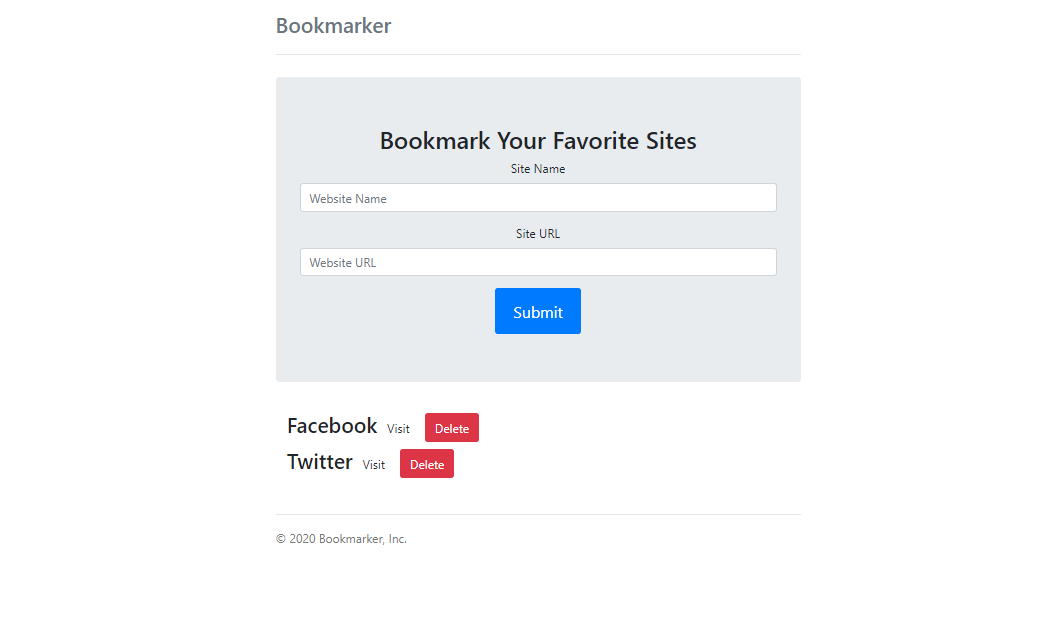 Bookmarker
Bookmark Your Favorite Sites
Site Name
Website Name
Site URL
Website URL
Submit
Facebook Visit Delete
Twitter Visit Delete
© 2020 Bookmarker, Inc.